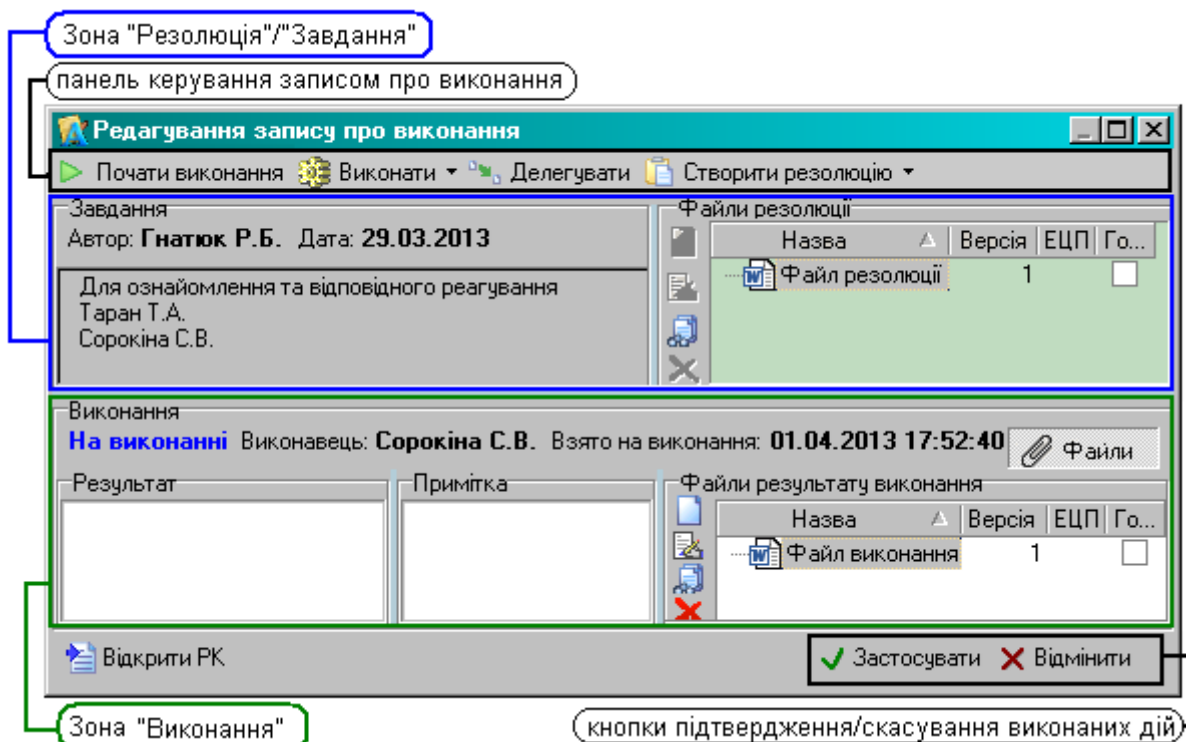 Зона "Резолюція"/"Завдання"
панель керування записом про виконання
Редагування запису про виконання
Почати виконання Виконати Делегувати Створити резолюцію
Завдання
Автор: Гнатюк Р.Б. Дата: 29.03.2013
Для ознайомлення та відповідного реагування
Таран Т.А.
Сорокіна С.В.
Файли резолюції
Назва Версія ЕЦП Го...
Файл резолюції 1
Виконання
На виконанні Виконавець: Сорокіна С.В. Взято на виконання: 01.04.2013 17:52:40 Файли
Результат
Примітка
Файли результату виконання
Назва Версія ЕЦП Го...
Файл виконання 1
Відкрити РК
Застосувати Відмінити
Зона "Виконання"
кнопки підтвердження/скасування виконаних дій